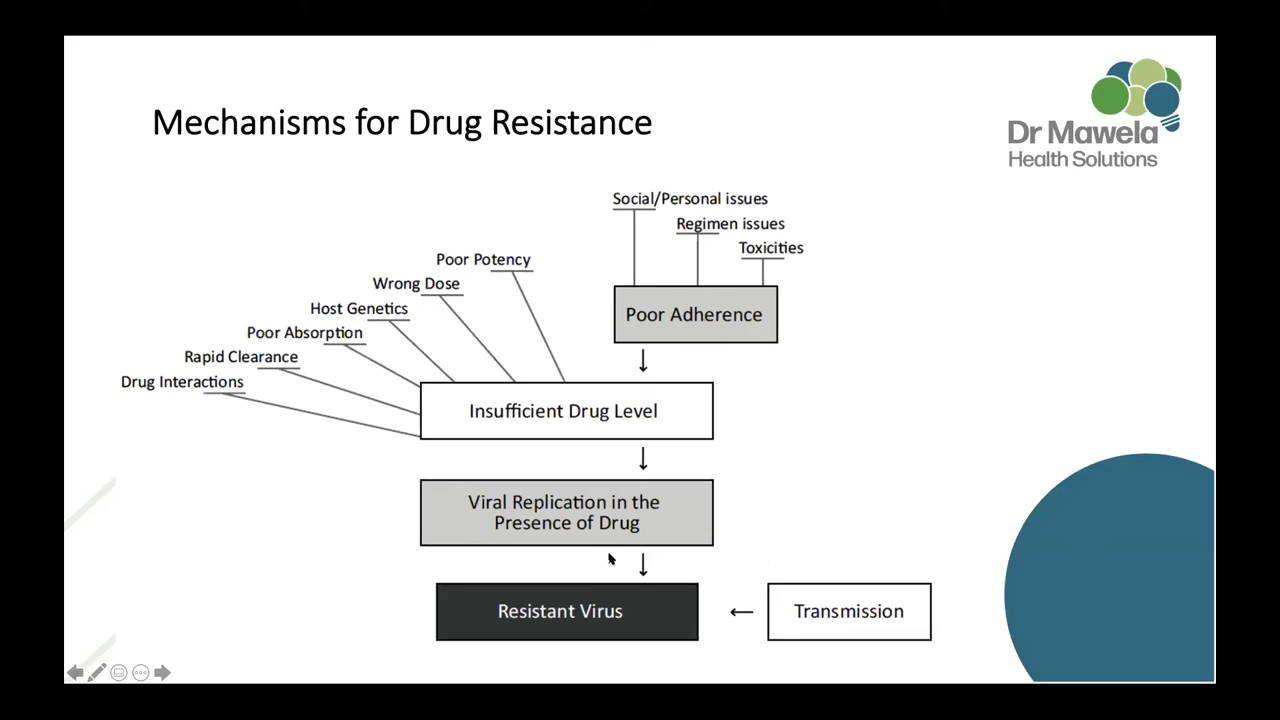 Mechanisms for Drug Resistance
Dr Mawela
Health Solutions
Social/Personal issues
Regimen issues
Toxicities
Poor Potency
Wrong Dose
Host Genetics
Poor Absorption
Rapid Clearance
Drug Interactions
Poor Adherence
Insufficient Drug Level
Viral Replication in the
Presence of Drug
Resistant Virus
Transmission